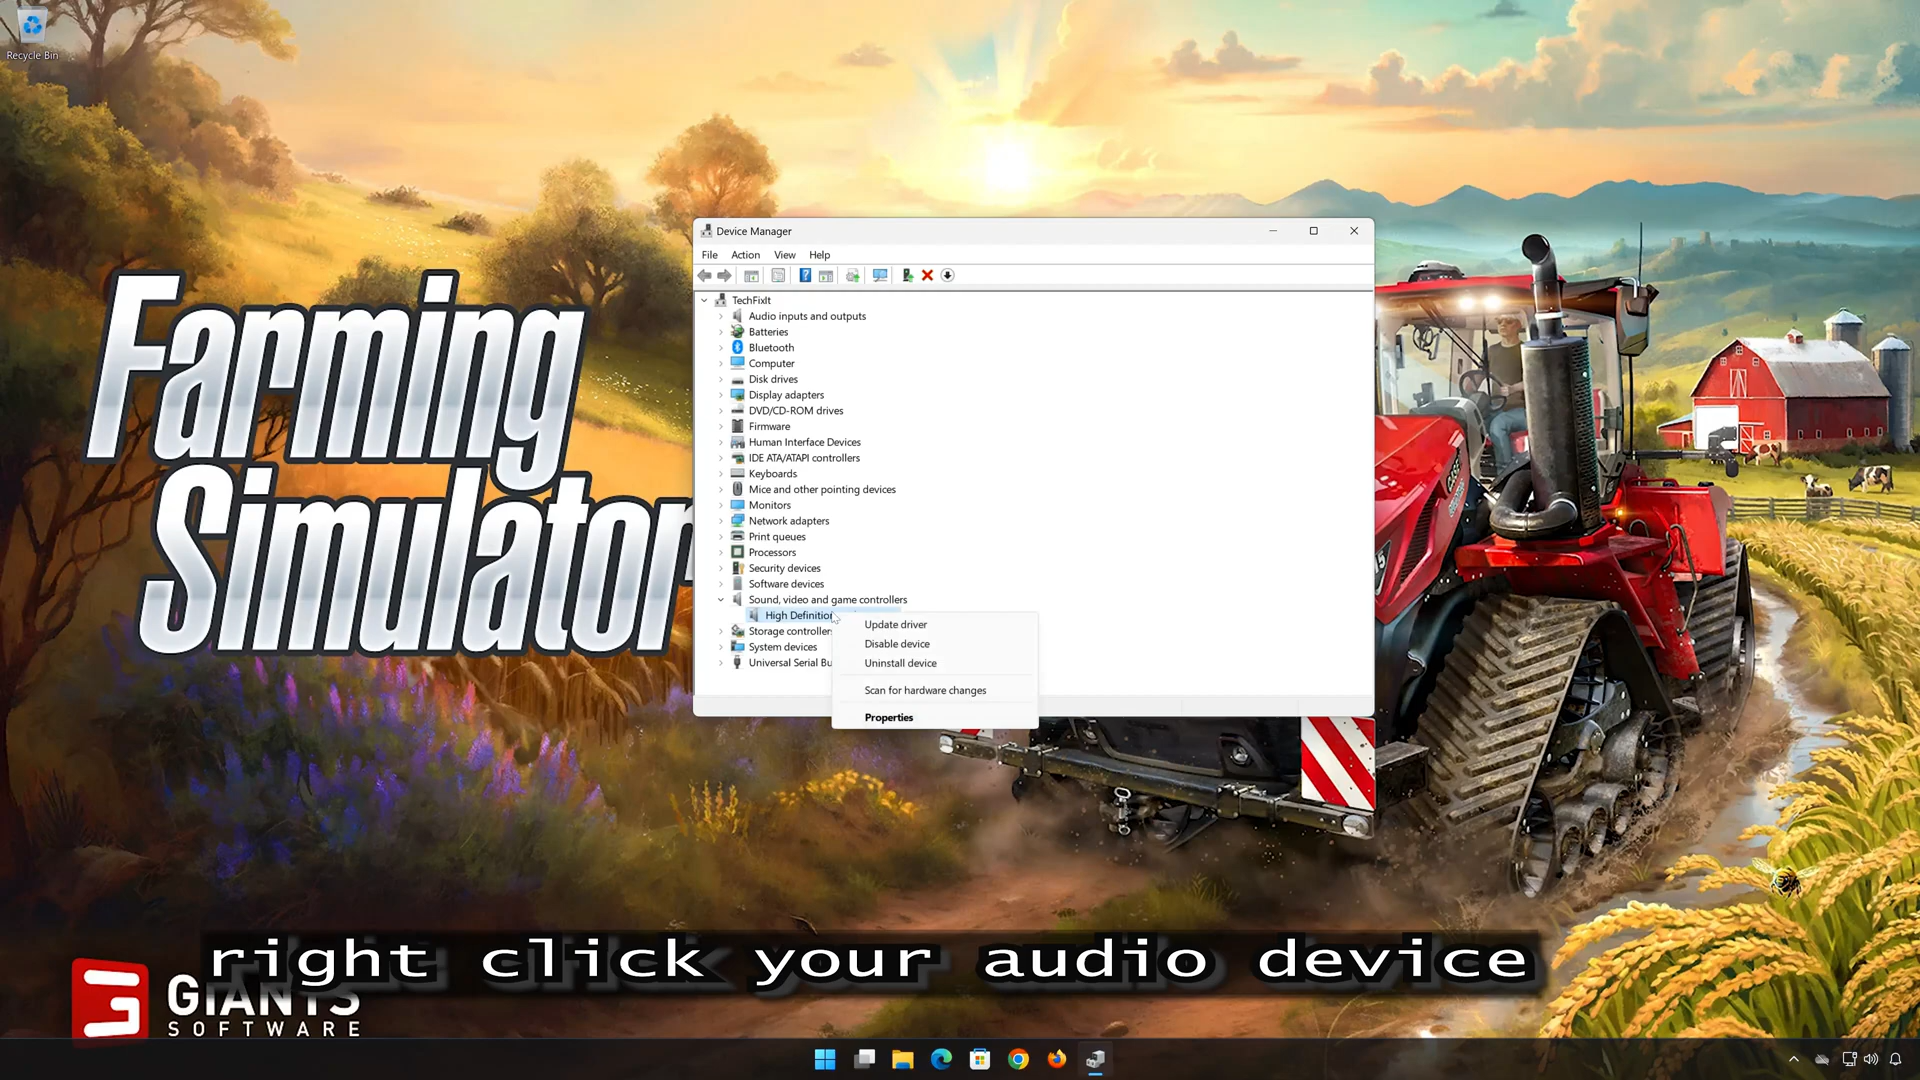 Recycle Bin
Farming
Simulator
Device Manager
File Action View Help
TechFixIt
Audio inputs and outputs
Batteries
Bluetooth
Computer
Disk drives
Display adapters
DVD/CD-ROM drives
Firmware
Human Interface Devices
IDE ATA/ATAPI controllers
Keyboards
Mice and other pointing devices
Monitors
Network adapters
Print queues
Processors
Security devices
Software devices
Sound, video and game controllers
High Definition
Storage controllers
System devices
Universal Serial Bu
Update driver
Disable device
Uninstall device
Scan for hardware changes
Properties
right click your audio device
GIANTS
SOFTWARE